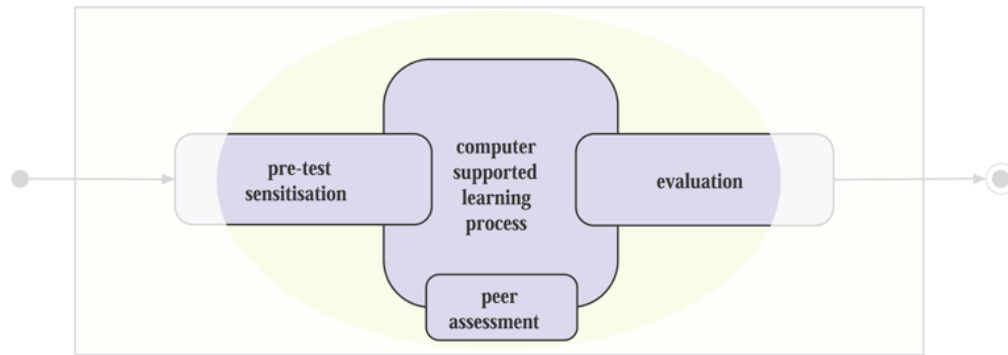 pre-test
sensitisation
computer
supported
learning
process
evaluation
peer
assessment